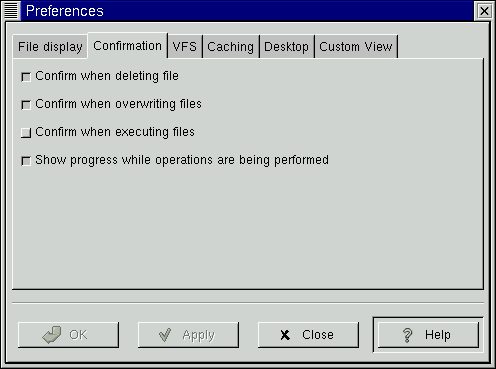 Preferences
File display Confirmation VFS Caching Desktop Custom View
Confirm when deleting file
Confirm when overwriting files
Confirm when executing files
Show progress while operations are being performed
OK Apply Close Help